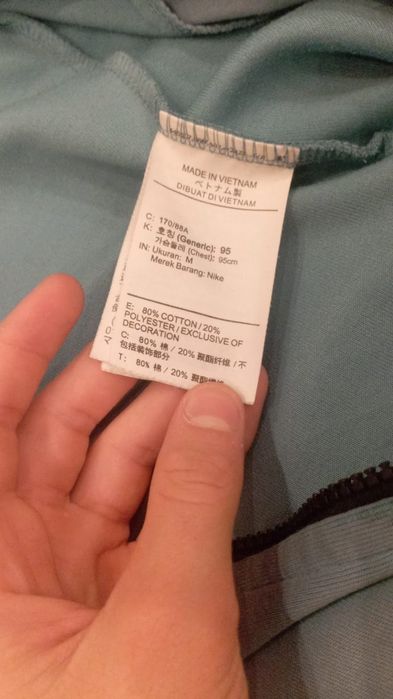 MADE IN VIETNAM
ベトナム製
DIBUAT DI VIETNAM
C: 170/88A
K: 호칭 (Generic): 95
가슴둘레 (Chest): 95cm
IN: Ukuran: M
Merek Barang: Nike
E: 80% COTTON/20%
POLYESTER/EXCLUSIVE OF
DECORATION
C: 80% 棉 / 20% 聚酯纤维 / 不
包括装饰部分
T: 80% 棉 / 20% 聚酯纖維